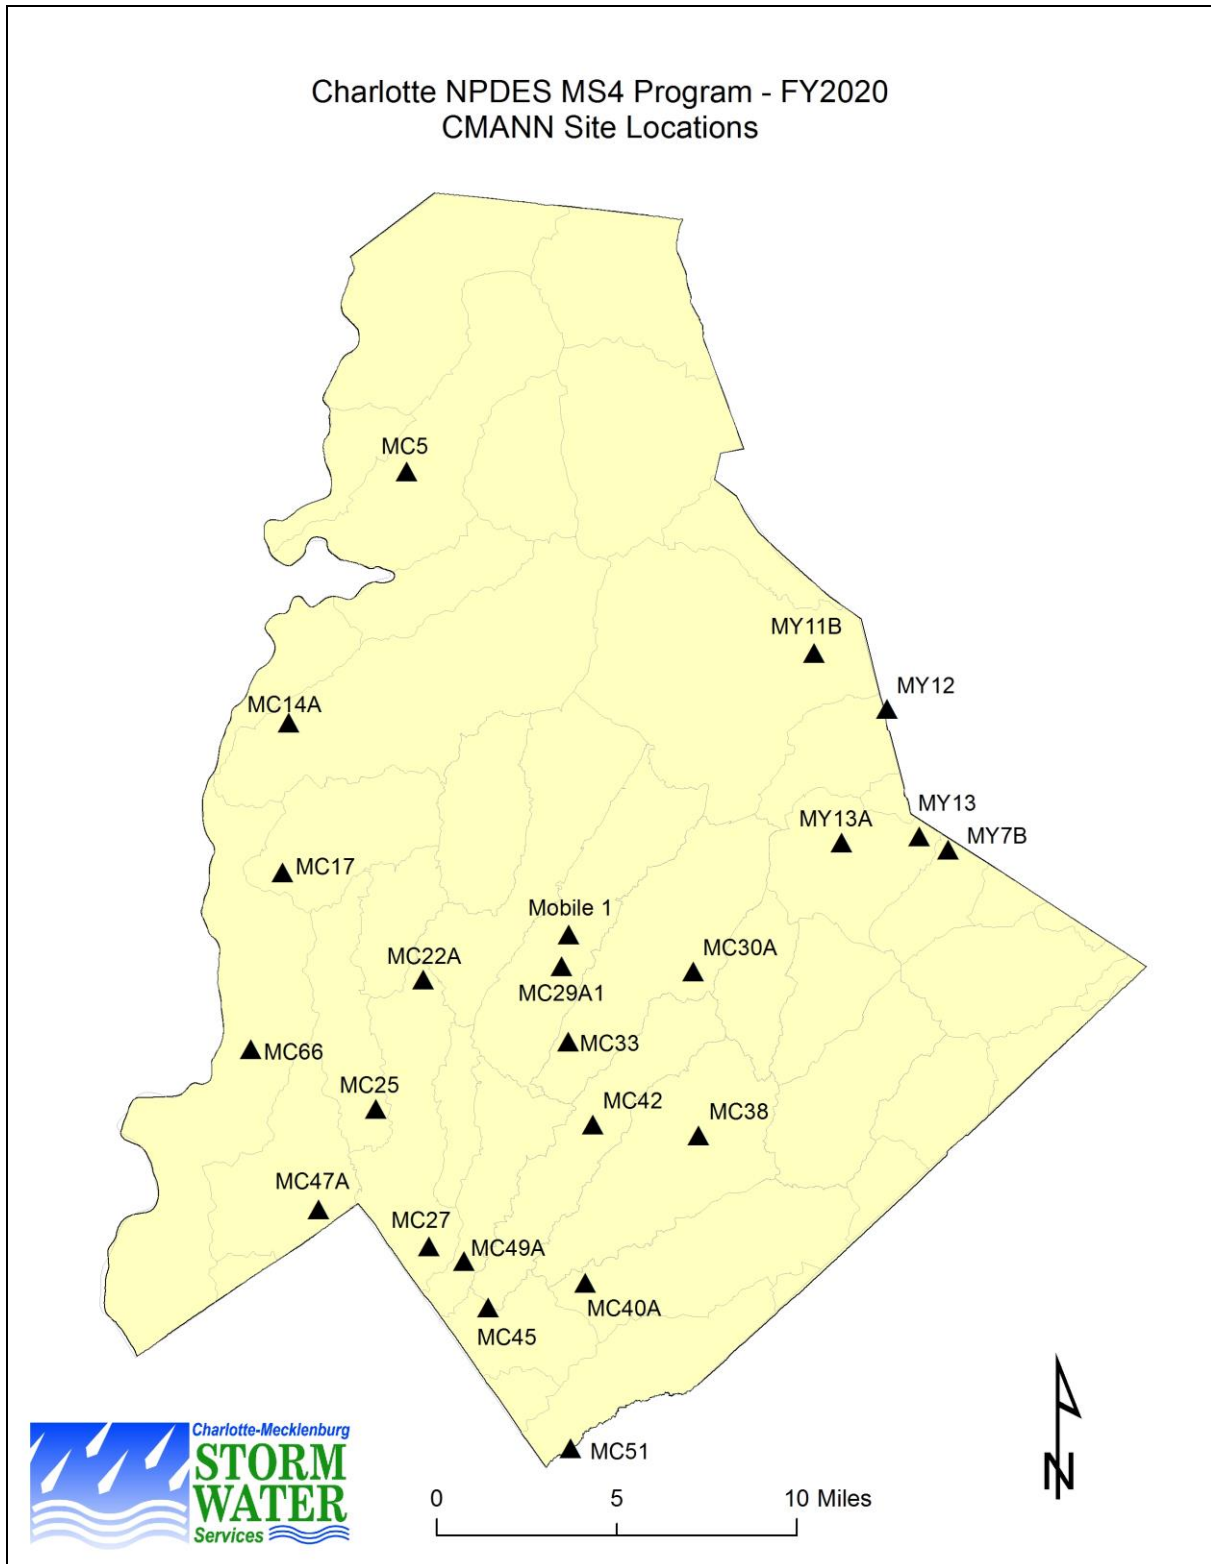 Charlotte NPDES MS4 Program - FY2020
CMANN Site Locations
MC5
MY11B
MY12
MC14A
MY13
MY13A
MY7B
MC17
Mobile 1
MC22A
MC30A
MC29A1
MC66
MC33
MC25
MC42
MC38
MC47A
MC27
MC49A
MC40A
MC45
MC51
Charlotte-Mecklenburg
STORM
WATER
Services
0 5 10 Miles
N